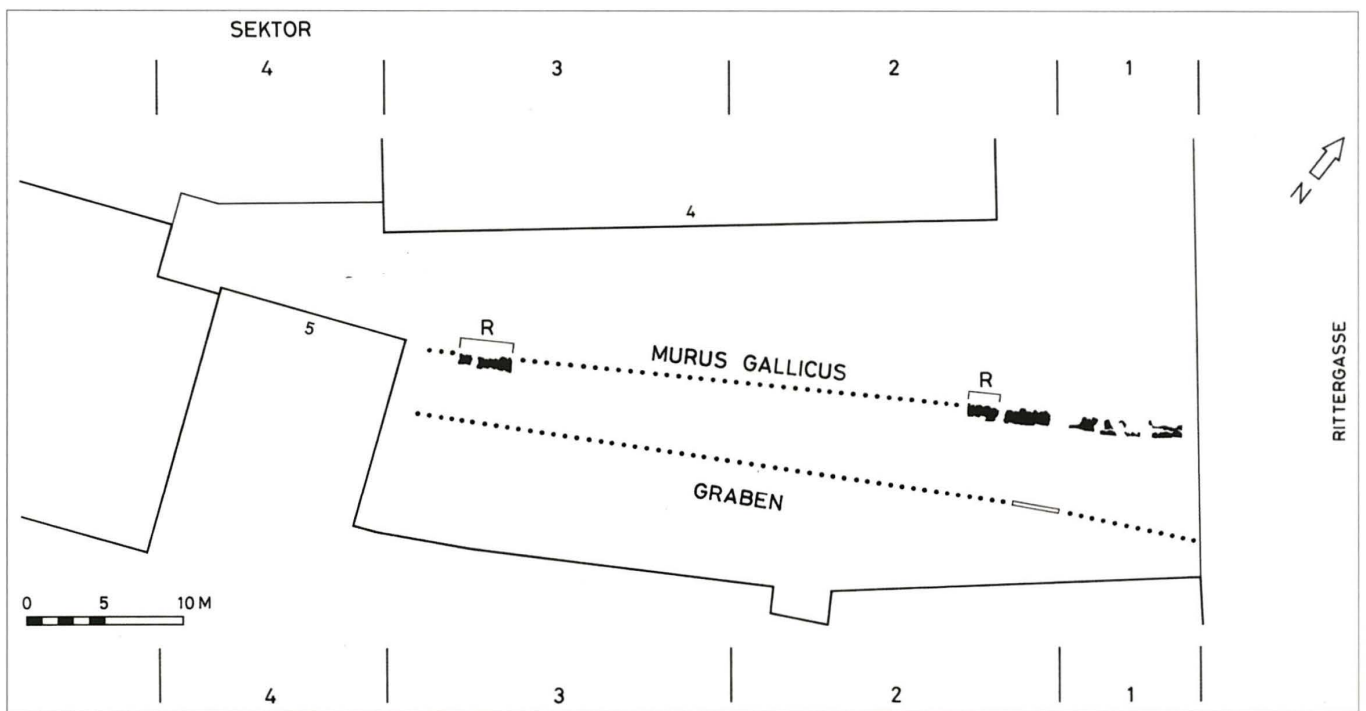 SEKTOR
4 3 2 1
4
N
5
R
MURUS GALLICUS
R
RITTERGASSE
GRABEN
0 5 10 M
4 3 2 1